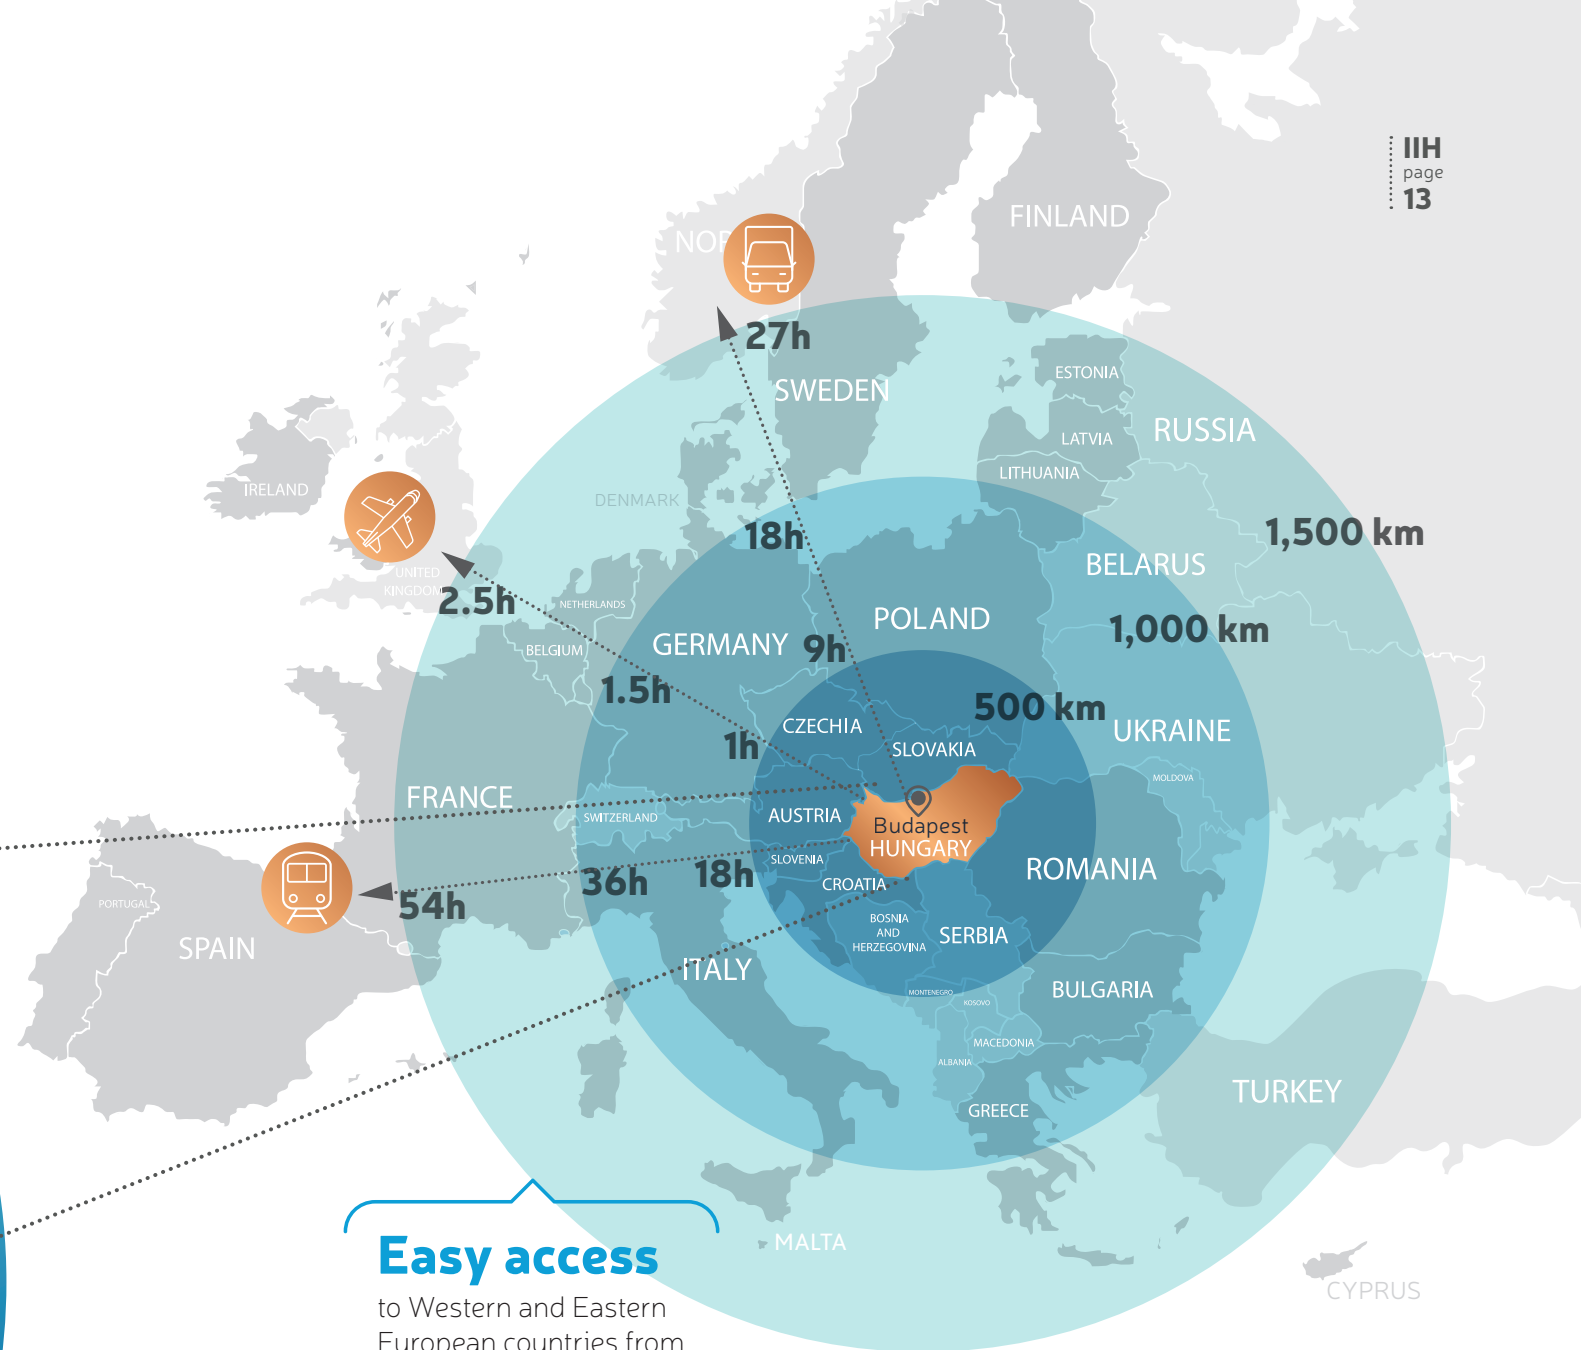 IIH
page
13
FINLAND
NOR
27h
SWEDEN
ESTONIA
RUSSIA
LATVIA
LITHUANIA
IRELAND
DENMARK
1,500 km
18h
BELARUS
UNITED
KINGDOM
2.5h
NETHERLANDS
POLAND
1,000 km
GERMANY
9h
BELGIUM
1.5h
500 km
CZECHIA
UKRAINE
1h
SLOVAKIA
MOLDOVA
FRANCE
SWITZERLAND
AUSTRIA
Budapest
HUNGARY
SLOVENIA
ROMANIA
36h
18h
CROATIA
54h
PORTUGAL
BOSNIA
AND
HERZEGOVINA
SERBIA
SPAIN
ITALY
MONTENEGRO
BULGARIA
KOSOVO
MACEDONIA
ALBANIA
TURKEY
GREECE
MALTA
Easy access
CYPRUS
to Western and Eastern
European countries from